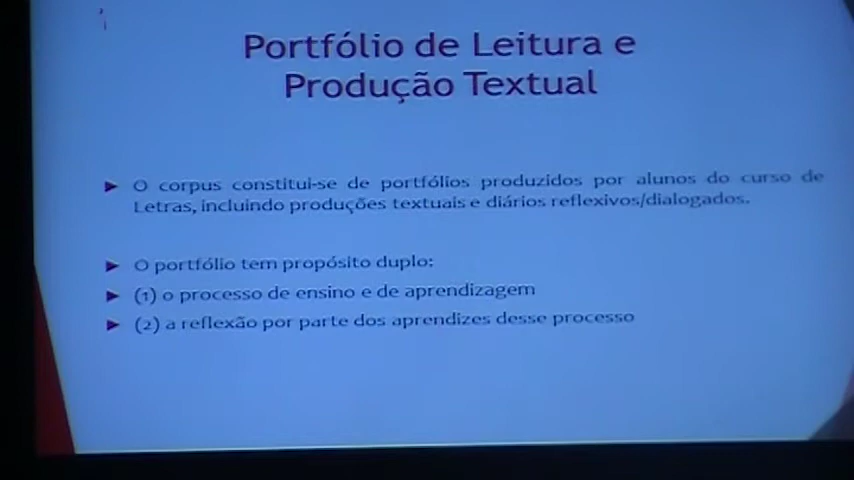 Portfólio de Leitura e
Produção Textual
► O corpus constitui-se de portfólios produzidos por alunos do curso de
Letras, incluindo produções textuais e diários reflexivos/dialogados.
► O portfólio tem propósito duplo:
► (1) o processo de ensino e de aprendizagem
► (2) a reflexão por parte dos aprendizes desse processo